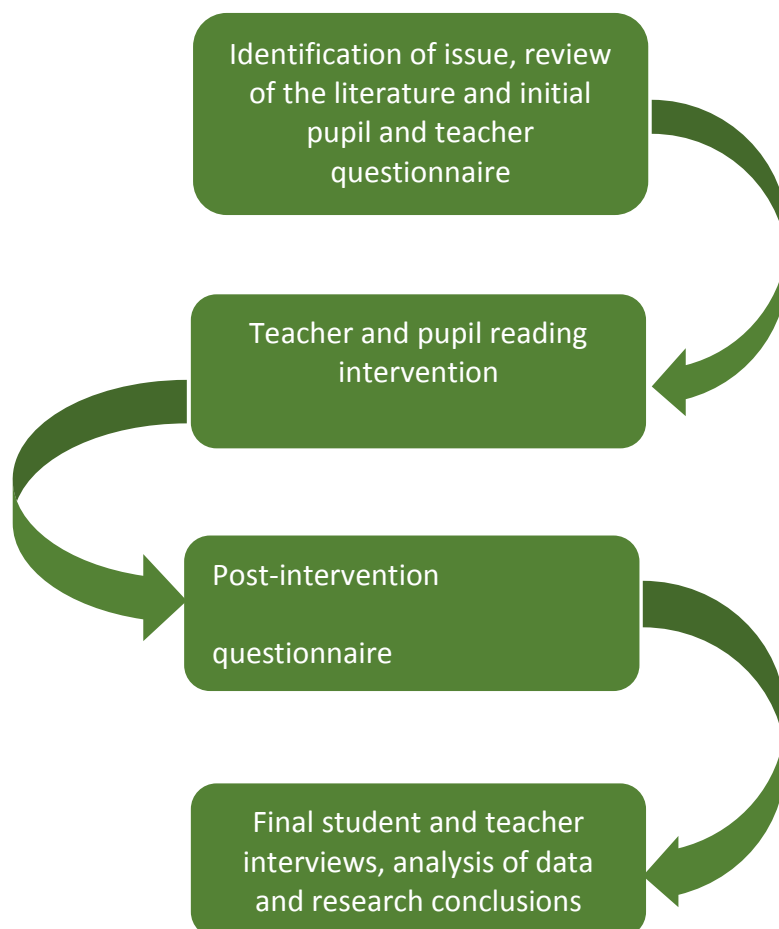 Identification of issue, review
of the literature and initial
pupil and teacher
questionnaire
Teacher and pupil reading
intervention
Post-intervention
questionnaire
Final student and teacher
interviews, analysis of data
and research conclusions